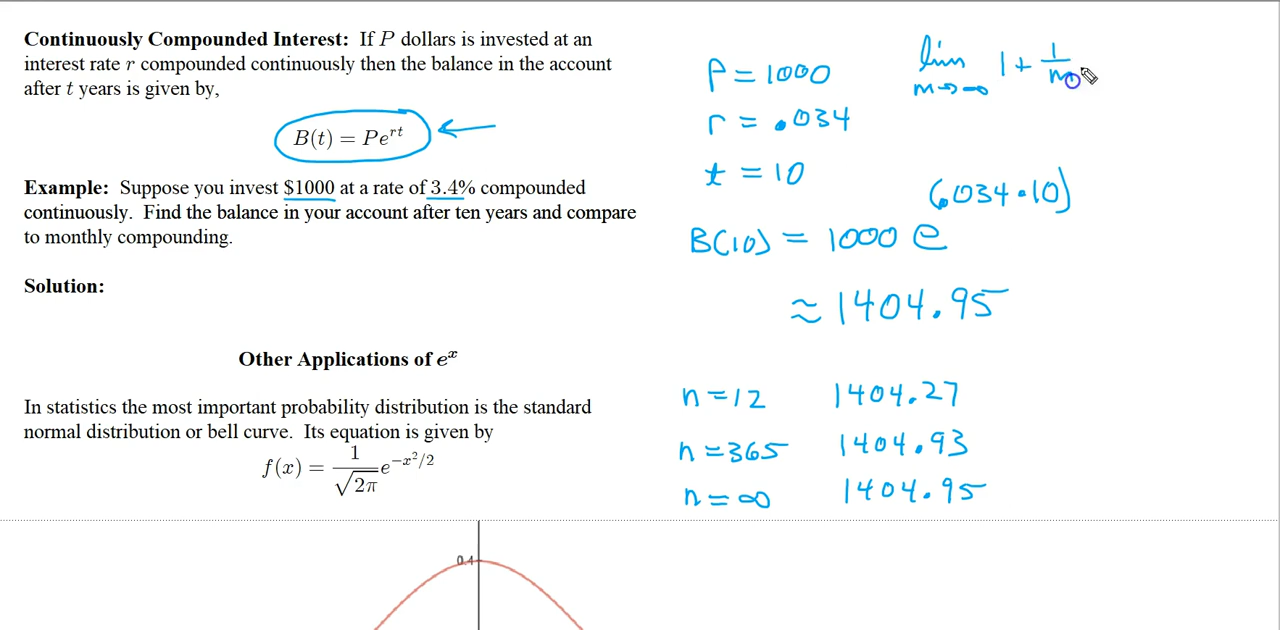 Continuously Compounded Interest: If P dollars is invested at an
interest rate r compounded continuously then the balance in the account
after t years is given by,
B(t) = Pe^{rt}
Example: Suppose you invest $1000 at a rate of 3.4% compounded
continuously. Find the balance in your account after ten years and compare
to monthly compounding.
Solution:
Other Applications of e^x
In statistics the most important probability distribution is the standard
normal distribution or bell curve. Its equation is given by
f(x) = 1/√2π e^{-x²/2}
0.4
P = 1000
r = .034
t = 10
lim m→∞ 1 + 1/m
(.034·10)
B(10) = 1000 e
≈ 1404.95
n = 12 1404.27
n = 365 1404.93
n = ∞ 1404.95